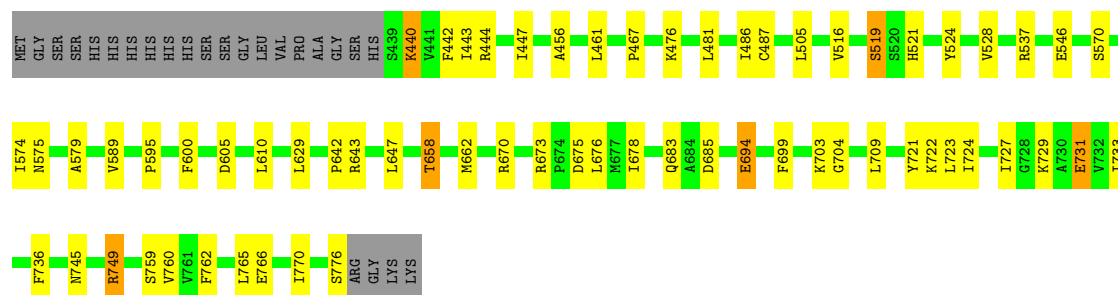 MET GLY SER SER HIS HIS HIS HIS HIS HIS SER SER GLY LEU VAL PRO ALA GLY SER HIS S439 K440 V441 F442 I443 R444 I447 A456 L461 P467 K476 L481 I486 C487 L505 V516 S519 S520 H521 Y524 V528 R537 E546 S570
I574 N575 A579 V589 P595 F600 D605 L610 L629 P642 R643 L647 T658 M662 R670 R673 P674 D675 L676 M677 I678 Q683 A684 D685 E694 F699 K703 G704 L709 Y721 K722 L723 I724 I727 G728 K729 A730 E731 V732 I733
F736 N745 R749 S759 V760 V761 F762 L765 E766 I770 S776 ARG GLY LYS LYS